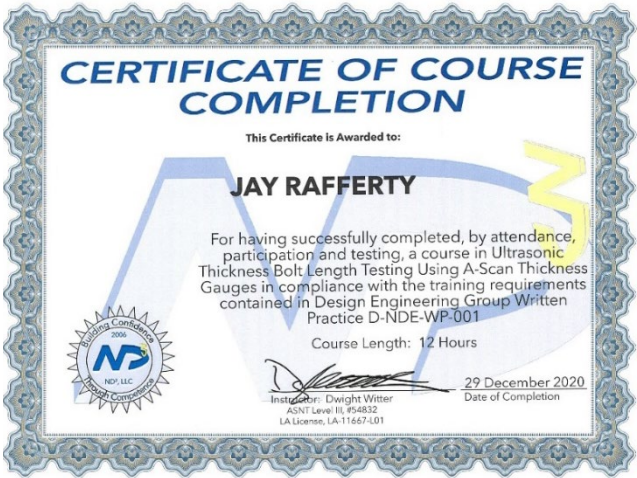 CERTIFICATE OF COURSE
COMPLETION
This Certificate is Awarded to:
JAY RAFFERTY
For having successfully completed, by attendance,
participation and testing, a course in Ultrasonic
Thickness Bolt Length Testing Using A-Scan Thickness
Gauges in compliance with the training requirements
contained in Design Engineering Group Written
Practice D-NDE-WP-001
Course Length: 12 Hours
Building Confidence
2006
ND
ND³, LLC
Through Competence
29 December 2020
Instructor: Dwight Witter
Date of Completion
ASNT Level III, #54832
LA License, LA-11667-L01